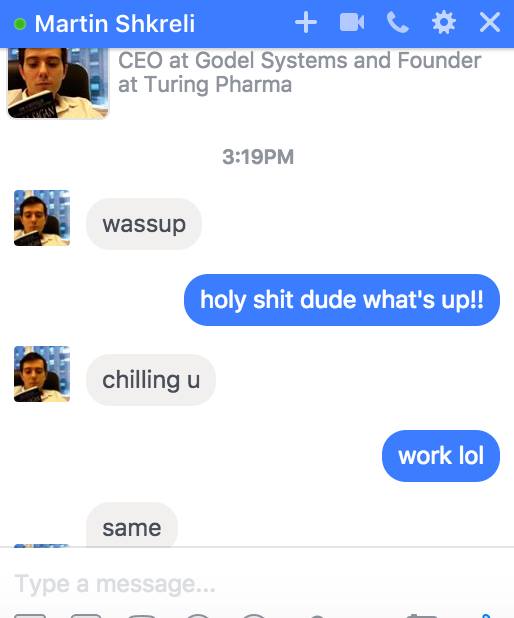 Martin Shkreli
CEO at Godel Systems and Founder
at Turing Pharma
3:19PM
wassup
holy shit dude what's up!!
chilling u
work lol
same
Type a message...